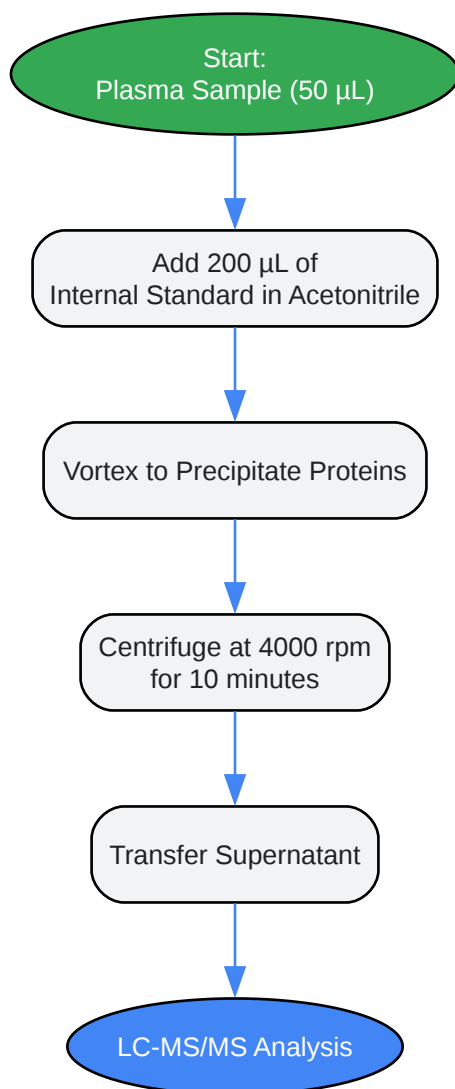 Start:
Plasma Sample (50 µL)
Add 200 µL of
Internal Standard in Acetonitrile
Vortex to Precipitate Proteins
Centrifuge at 4000 rpm
for 10 minutes
Transfer Supernatant
LC-MS/MS Analysis